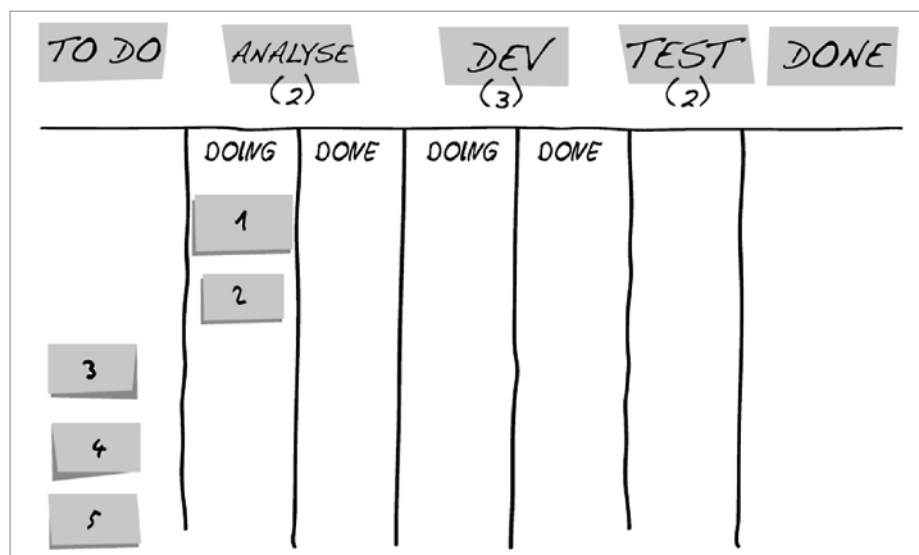 TO DO
ANALYSE
(2)
DEV
(3)
TEST
(2)
DONE
DOING
DONE
DOING
DONE
1
2
3
4
5